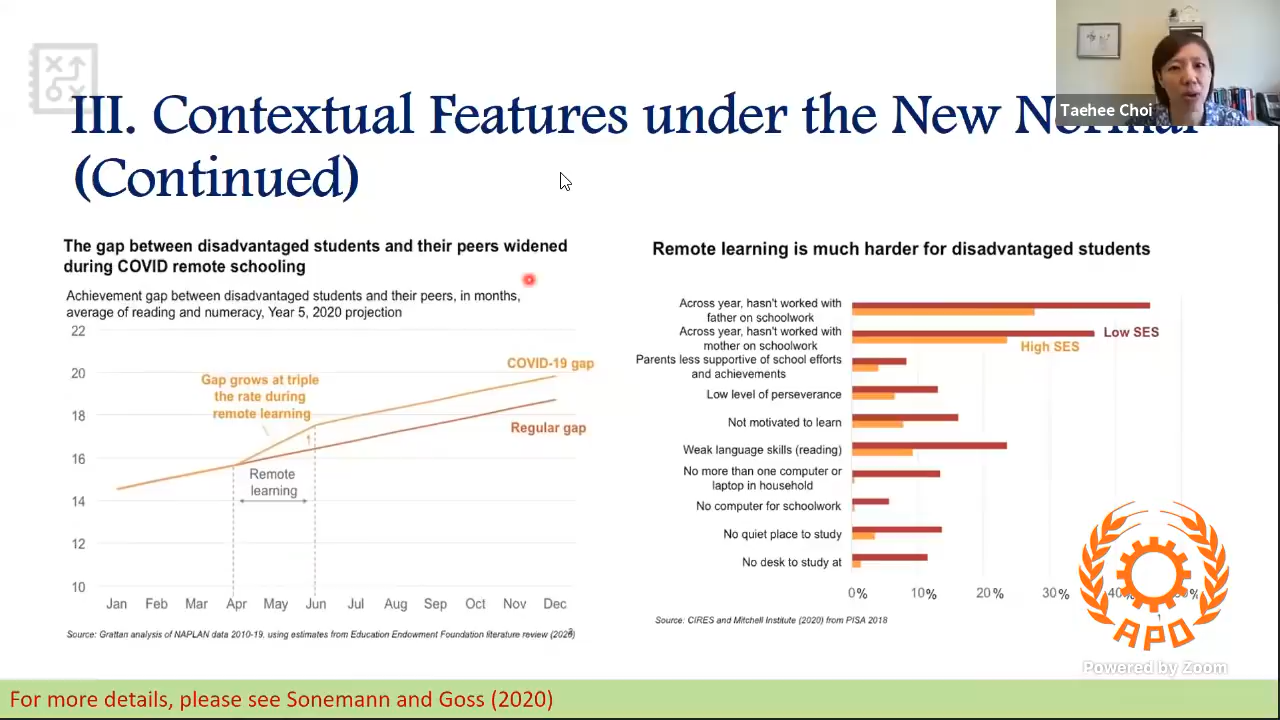 III. Contextual Features under the New Normal
(Continued)
Taehee Choi
The gap between disadvantaged students and their peers widened
during COVID remote schooling
Achievement gap between disadvantaged students and their peers, in months,
average of reading and numeracy, Year 5, 2020 projection
22
20
18
16
14
12
10
COVID-19 gap
Gap grows at triple
the rate during
remote learning
Regular gap
Remote
learning
Jan Feb Mar Apr May Jun Jul Aug Sep Oct Nov Dec
Source: Grattan analysis of NAPLAN data 2010-19, using estimates from Education Endowment Foundation literature review (2020)
Remote learning is much harder for disadvantaged students
Across year, hasn't worked with
father on schoolwork
Across year, hasn't worked with
mother on schoolwork
Low SES
High SES
Parents less supportive of school efforts
and achievements
Low level of perseverance
Not motivated to learn
Weak language skills (reading)
No more than one computer or
laptop in household
No computer for schoolwork
No quiet place to study
No desk to study at
0% 10% 20% 30% 40% 50%
Source: CIRES and Mitchell Institute (2020) from PISA 2018
APO
Powered by Zoom
For more details, please see Sonemann and Goss (2020)